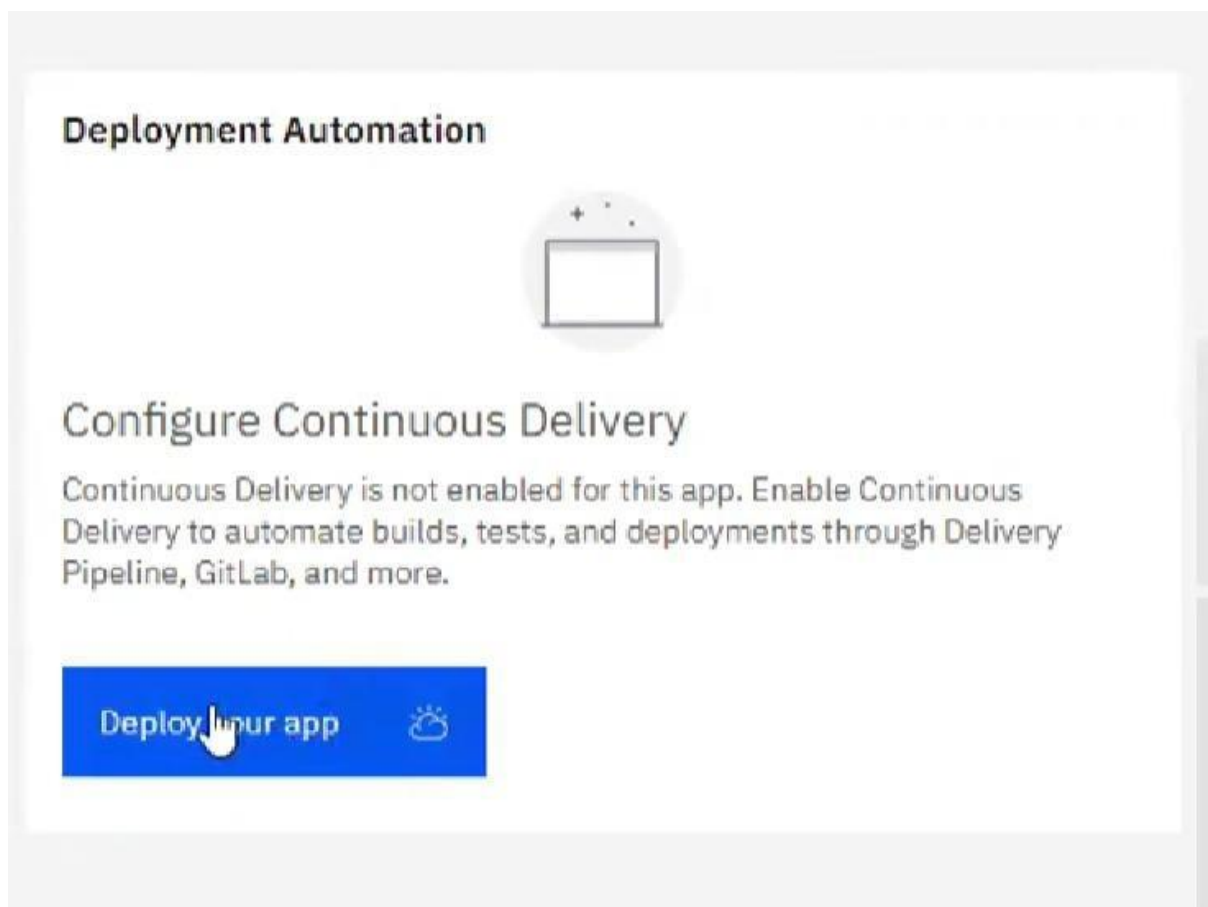 Deployment Automation
Configure Continuous Delivery
Continuous Delivery is not enabled for this app. Enable Continuous
Delivery to automate builds, tests, and deployments through Delivery
Pipeline, GitLab, and more.
Deploy your app